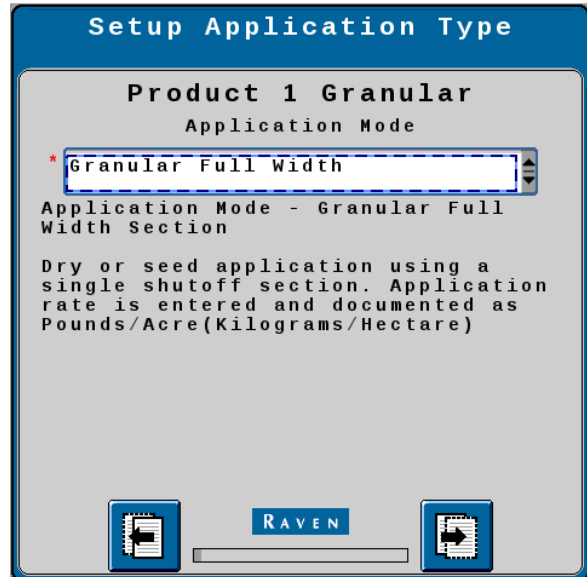 Setup Application Type
Product 1 Granular
Application Mode
* Granular Full Width
Application Mode - Granular Full
Width Section
Dry or seed application using a
single shutoff section. Application
rate is entered and documented as
Pounds/Acre(Kilograms/Hectare)
RAVEN